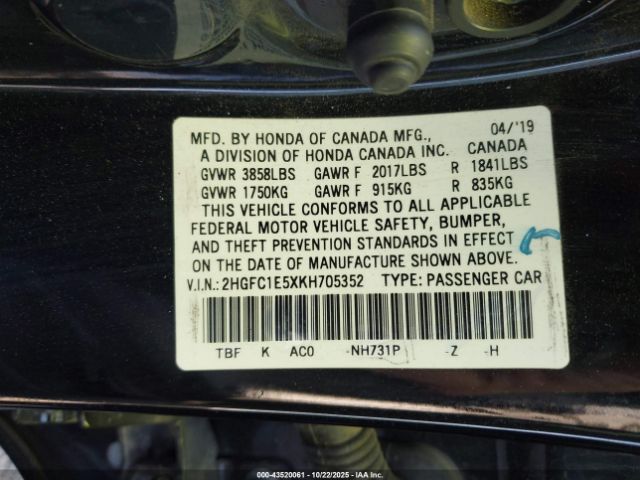 MFD. BY HONDA OF CANADA MFG., 04/'19
A DIVISION OF HONDA CANADA INC. CANADA
GVWR 3858LBS GAWR F 2017LBS R 1841LBS
GVWR 1750KG GAWR F 915KG R 835KG
THIS VEHICLE CONFORMS TO ALL APPLICABLE
FEDERAL MOTOR VEHICLE SAFETY, BUMPER,
AND THEFT PREVENTION STANDARDS IN EFFECT
ON THE DATE OF MANUFACTURE SHOWN ABOVE.
V.I.N.: 2HGFC1E5XKH705352 TYPE: PASSENGER CAR
TBF K AC0 -NH731P -Z -H
000-43520061 | 10/22/2025 | IAA Inc.